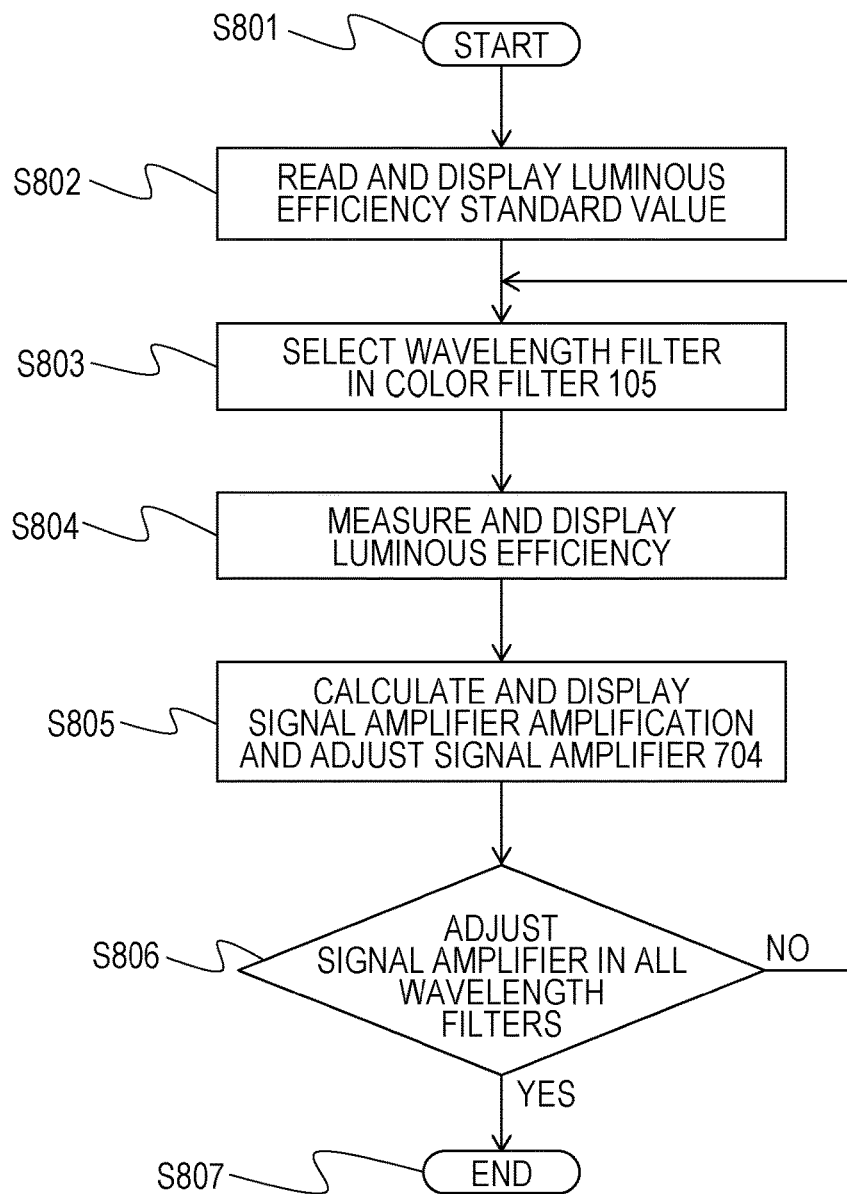 S801
START
S802
READ AND DISPLAY LUMINOUS
EFFICIENCY STANDARD VALUE
S803
SELECT WAVELENGTH FILTER
IN COLOR FILTER 105
S804
MEASURE AND DISPLAY
LUMINOUS EFFICIENCY
S805
CALCULATE AND DISPLAY
SIGNAL AMPLIFIER AMPLIFICATION
AND ADJUST SIGNAL AMPLIFIER 704
S806
ADJUST
SIGNAL AMPLIFIER IN ALL
WAVELENGTH
FILTERS
NO
YES
S807
END